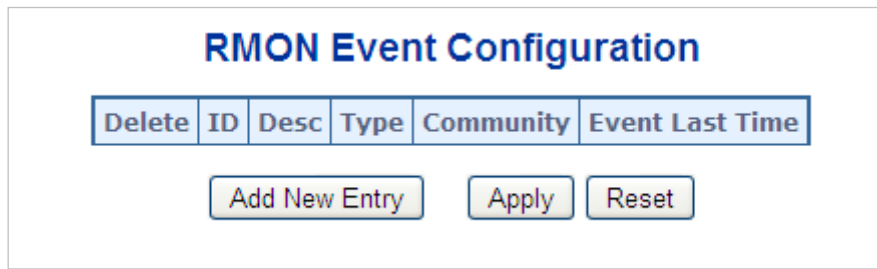 RMON Event Configuration
Delete ID Desc Type Community Event Last Time
Add New Entry Apply Reset